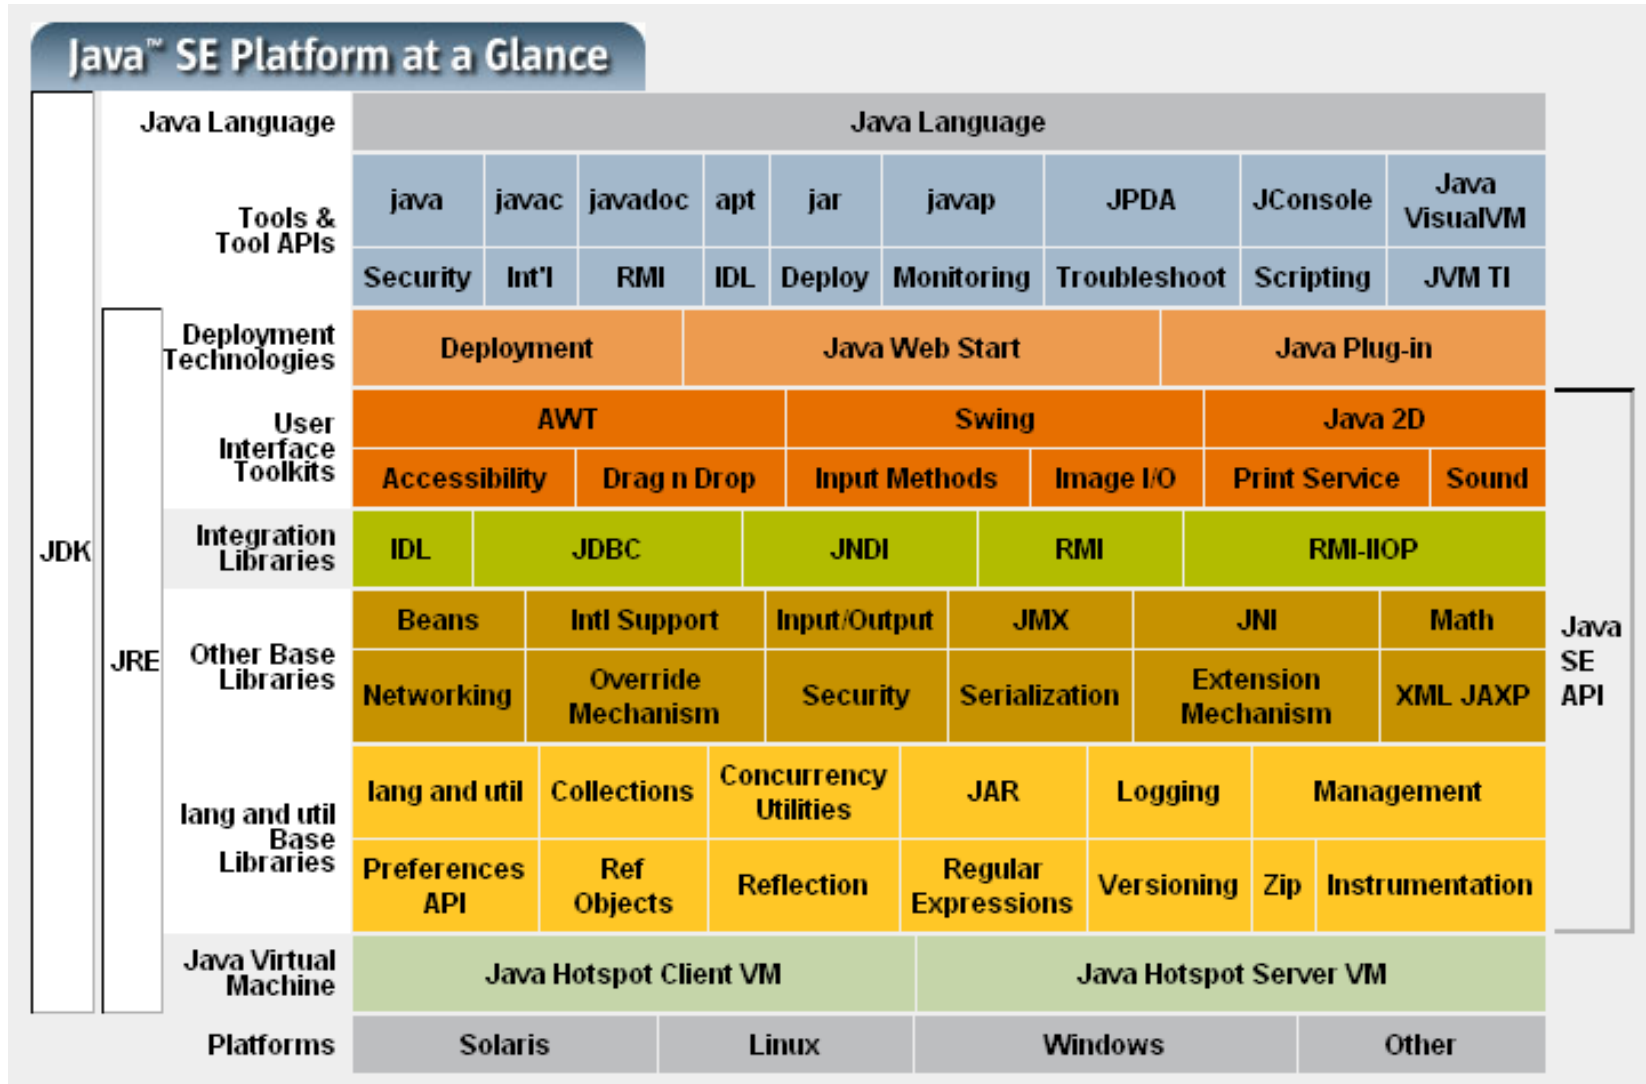 Java™ SE Platform at a Glance
Java Language
Java Language
Tools &
Tool APIs
java
javac
javadoc
apt
jar
javap
JPDA
JConsole
Java
VisualVM
Security
Int'l
RMI
IDL
Deploy
Monitoring
Troubleshoot
Scripting
JVM TI
Deployment
Technologies
Deployment
Java Web Start
Java Plug-in
User
Interface
Toolkits
AWT
Swing
Java 2D
Accessibility
Drag n Drop
Input Methods
Image I/O
Print Service
Sound
Integration
Libraries
IDL
JDBC
JNDI
RMI
RMI-IIOP
JDK
JRE
Other Base
Libraries
Beans
Intl Support
Input/Output
JMX
JNI
Math
Networking
Override
Mechanism
Security
Serialization
Extension
Mechanism
XML JAXP
Java
SE
API
lang and util
Base
Libraries
lang and util
Collections
Concurrency
Utilities
JAR
Logging
Management
Preferences
API
Ref
Objects
Reflection
Regular
Expressions
Versioning
Zip
Instrumentation
Java Virtual
Machine
Java Hotspot Client VM
Java Hotspot Server VM
Platforms
Solaris
Linux
Windows
Other